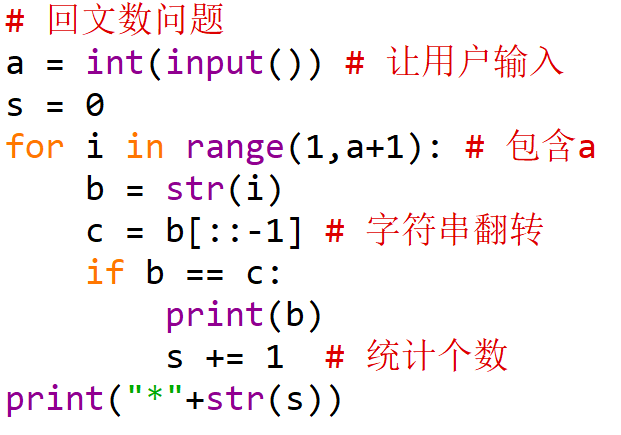 # 回文数问题
a = int(input()) # 让用户输入
s = 0
for i in range(1,a+1): # 包含a
    b = str(i)
    c = b[::-1] # 字符串翻转
    if b == c:
        print(b)
        s += 1  # 统计个数
print("*"+str(s))